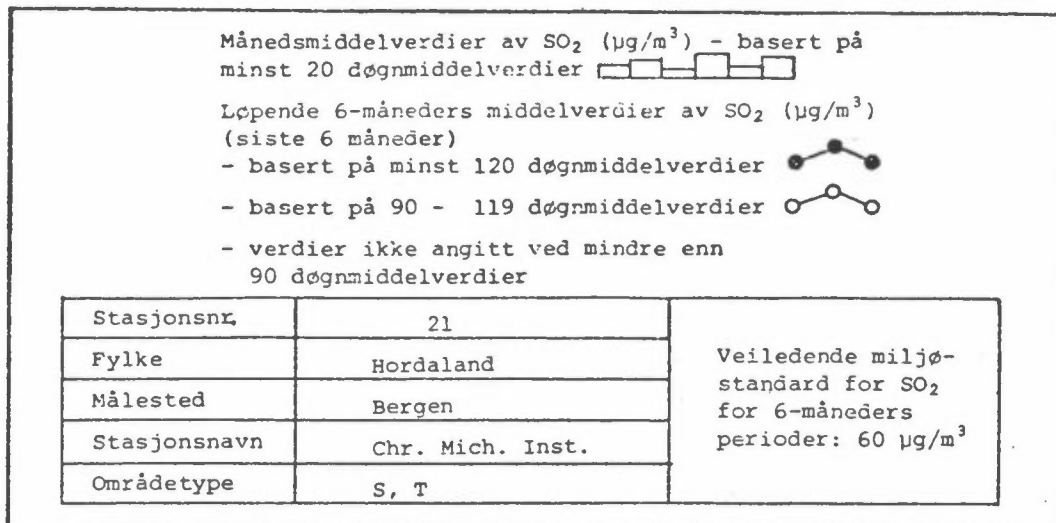 Månedsmiddelverdier av SO₂ (µg/m³) - basert på
minst 20 døgnmiddelverdier
Løpende 6-måneders middelverdier av SO₂ (µg/m³)
(siste 6 måneder)
- basert på minst 120 døgnmiddelverdier
- basert på 90 - 119 døgnmiddelverdier
- verdier ikke angitt ved mindre enn
90 døgnmiddelverdier
Stasjonsnr. 21
Fylke Hordaland
Målested Bergen
Stasjonsnavn Chr. Mich. Inst.
Områdetype S, T
Veiledende miljø-
standard for SO₂
for 6-måneders
perioder: 60 µg/m³